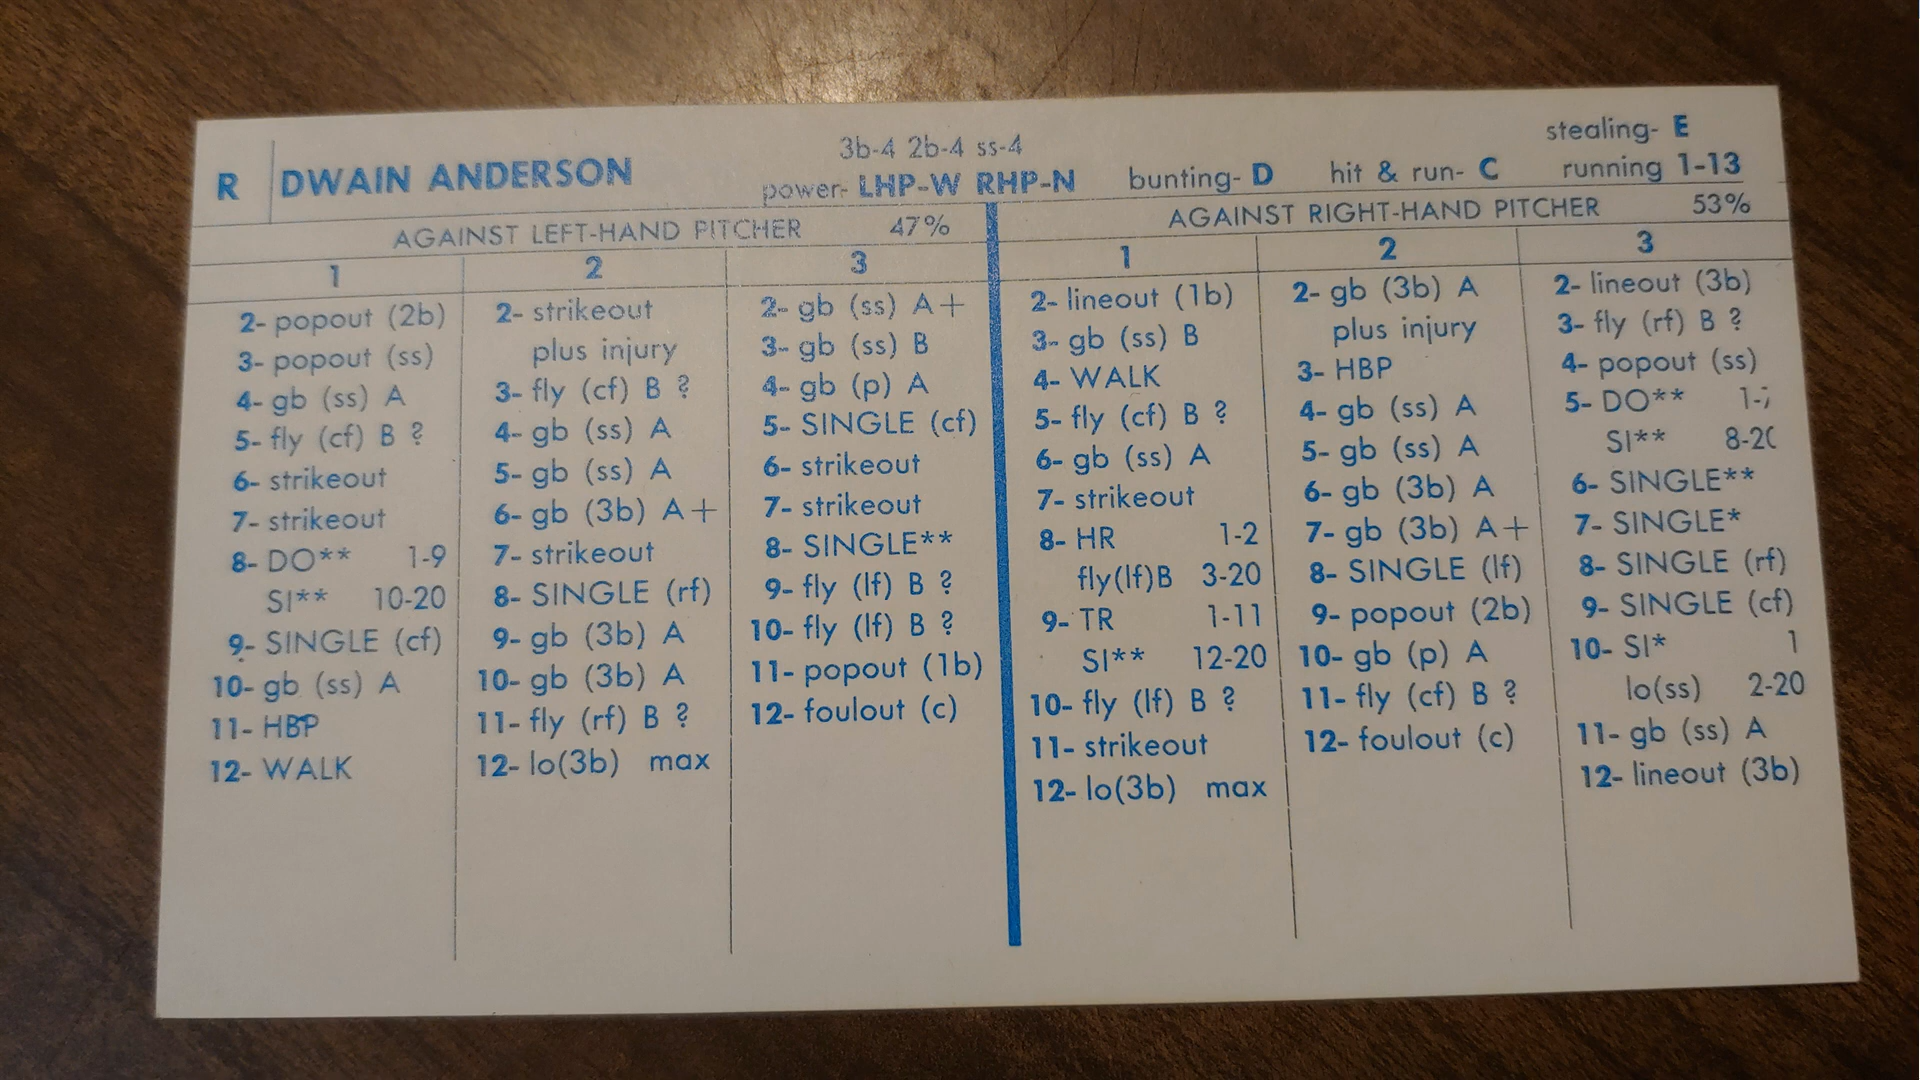 3b-4 2b-4 ss-4 stealing- E
R DWAIN ANDERSON power- LHP-W RHP-N bunting- D hit & run- C running 1-13
AGAINST LEFT-HAND PITCHER 47%
1 2 3
2- popout (2b)
3- popout (ss)
4- gb (ss) A
5- fly (cf) B ?
6- strikeout
7- strikeout
8- DO** 1-9
SI** 10-20
9- SINGLE (cf)
10- gb (ss) A
11- HBP
12- WALK
2- strikeout
plus injury
3- fly (cf) B ?
4- gb (ss) A
5- gb (ss) A
6- gb (3b) A+
7- strikeout
8- SINGLE (rf)
9- gb (3b) A
10- gb (3b) A
11- fly (rf) B ?
12- lo(3b) max
2- gb (ss) A+
3- gb (ss) B
4- gb (p) A
5- SINGLE (cf)
6- strikeout
7- strikeout
8- SINGLE**
9- fly (lf) B ?
10- fly (lf) B ?
11- popout (1b)
12- foulout (c)
AGAINST RIGHT-HAND PITCHER 53%
1 2 3
2- lineout (1b)
3- gb (ss) B
4- WALK
5- fly (cf) B ?
6- gb (ss) A
7- strikeout
8- HR 1-2
fly(lf)B 3-20
9- TR 1-11
SI** 12-20
10- fly (lf) B ?
11- strikeout
12- lo(3b) max
2- gb (3b) A
plus injury
3- HBP
4- gb (ss) A
5- gb (ss) A
6- gb (3b) A
7- gb (3b) A+
8- SINGLE (lf)
9- popout (2b)
10- gb (p) A
11- fly (cf) B ?
12- foulout (c)
2- lineout (3b)
3- fly (rf) B ?
4- popout (ss)
5- DO**
SI**
6- SINGLE**
7- SINGLE*
8- SINGLE (rf)
9- SINGLE (cf)
10- SI* 1
lo(ss) 2-20
11- gb (ss) A
12- lineout (3b)